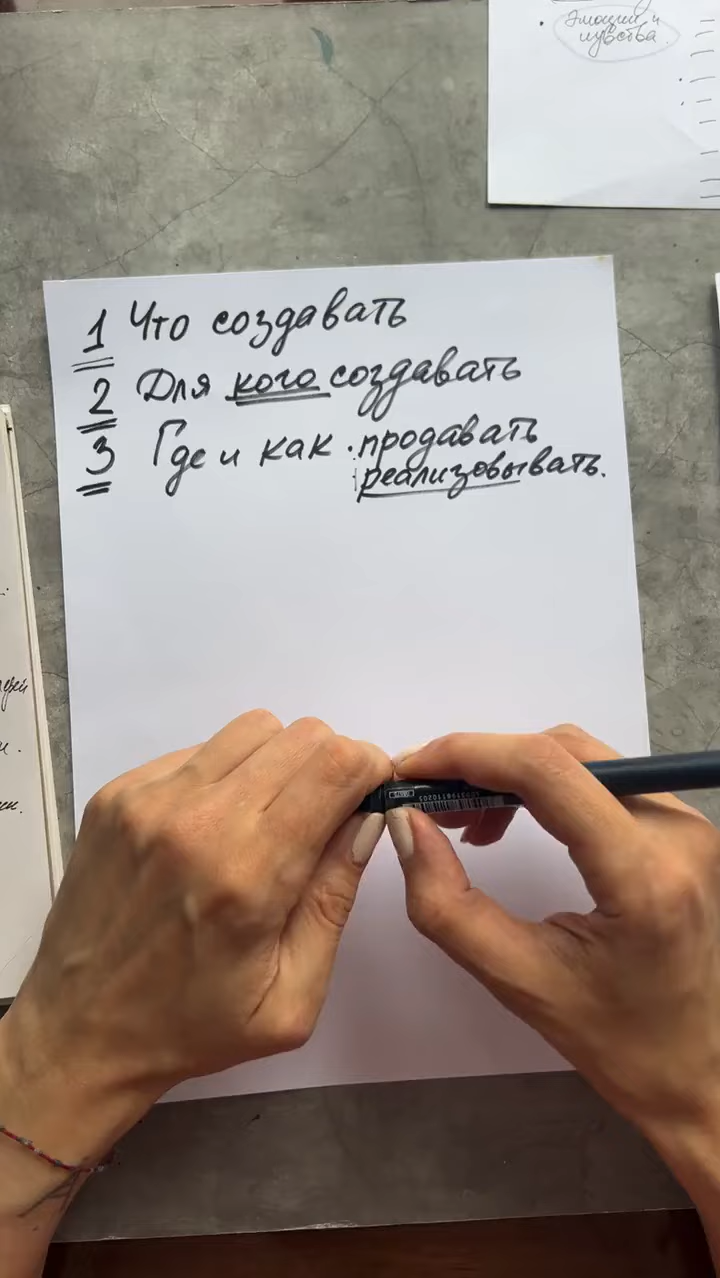 Эмоции и
чувства
1 Что создавать
2 Для кого создавать
3 Где и как · продавать
реализовывать.